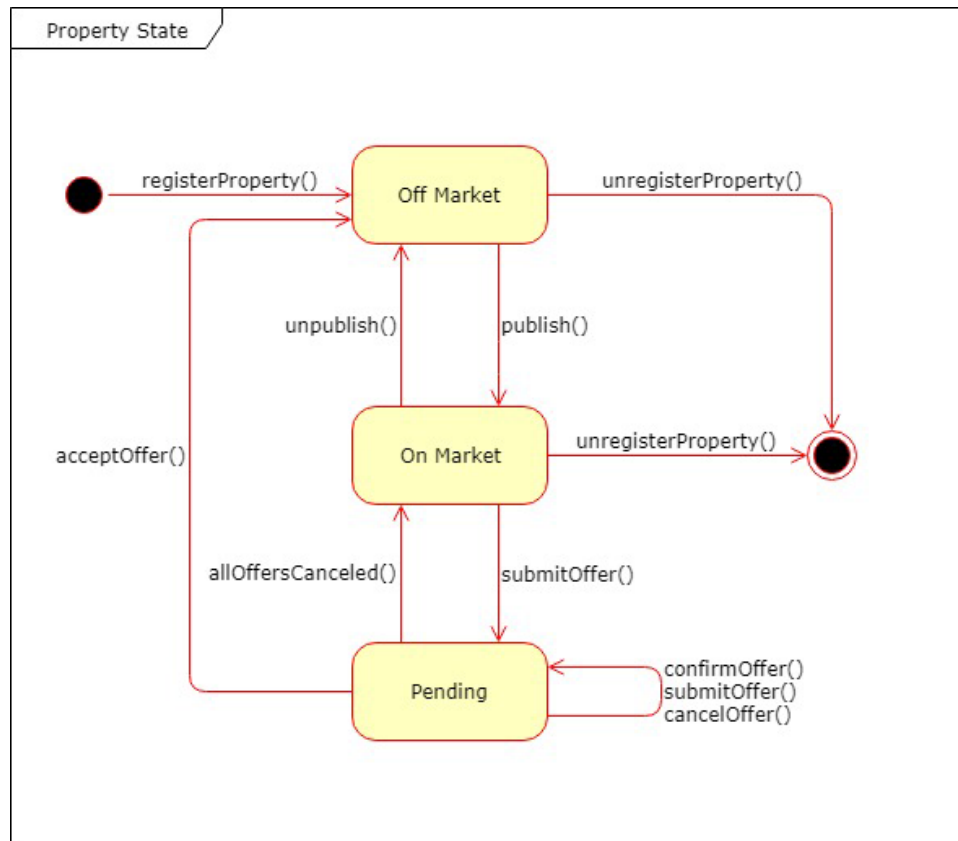 Property State
registerProperty()
Off Market
unregisterProperty()
unpublish()
publish()
acceptOffer()
On Market
unregisterProperty()
allOffersCanceled()
submitOffer()
Pending
confirmOffer()
submitOffer()
cancelOffer()